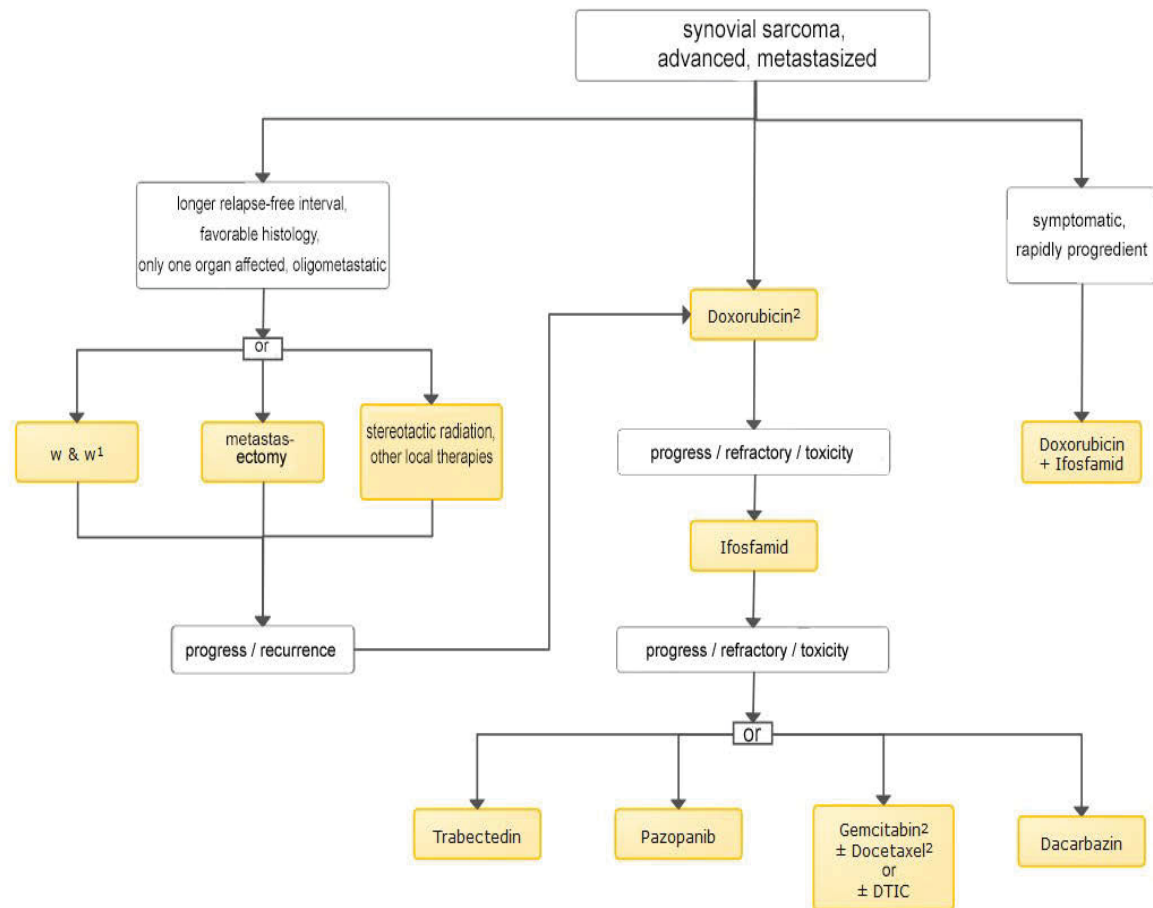 synovial sarcoma,
advanced, metastasized
longer relapse-free interval,
favorable histology,
only one organ affected, oligometastatic
symptomatic,
rapidly progredient
Doxorubicin²
or
w & w¹
metastas-
ectomy
stereotactic radiation,
other local therapies
progress / refractory / toxicity
Doxorubicin
+ Ifosfamid
Ifosfamid
progress / recurrence
progress / refractory / toxicity
or
Trabectedin
Pazopanib
Gemcitabin²
± Docetaxel²
or
± DTIC
Dacarbazin